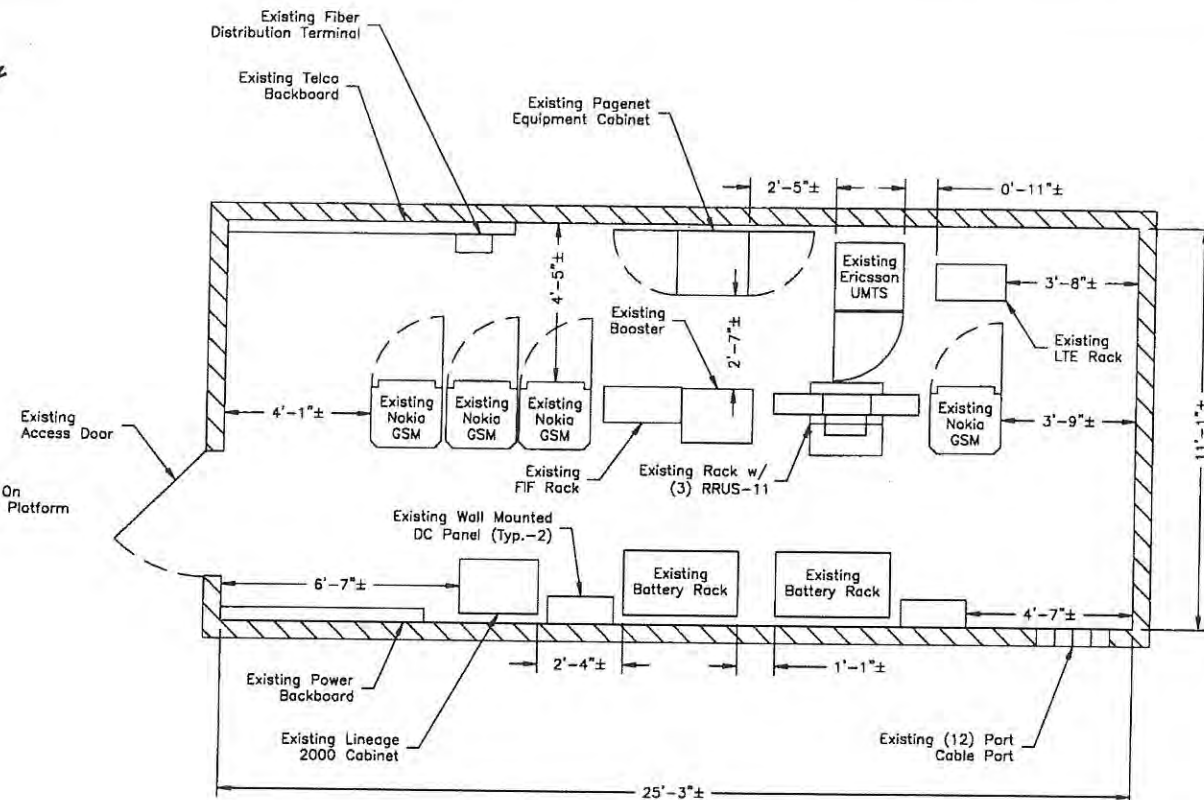 Existing Fiber
Distribution Terminal
Existing Telco
Backboard
Existing Pagenet
Equipment Cabinet
2'-5"±
0'-11"±
4'-5"±
Existing
Ericsson
UMTS
3'-8"±
Existing
Booster
2'-7"±
Existing
LTE Rack
Existing
Access Door
4'-1"±
Existing
Nokia
GSM
Existing
Nokia
GSM
Existing
Nokia
GSM
Existing
Nokia
GSM
3'-9"±
11'-1"±
Existing
FIF Rack
Existing Rack w/
(3) RRUS-11
On
Platform
Existing Wall Mounted
DC Panel (Typ.-2)
6'-7"±
Existing
Battery Rack
Existing
Battery Rack
4'-7"±
2'-4"±
1'-1"±
Existing Power
Backboard
Existing Lineage
2000 Cabinet
Existing (12) Port
Cable Port
25'-3"±